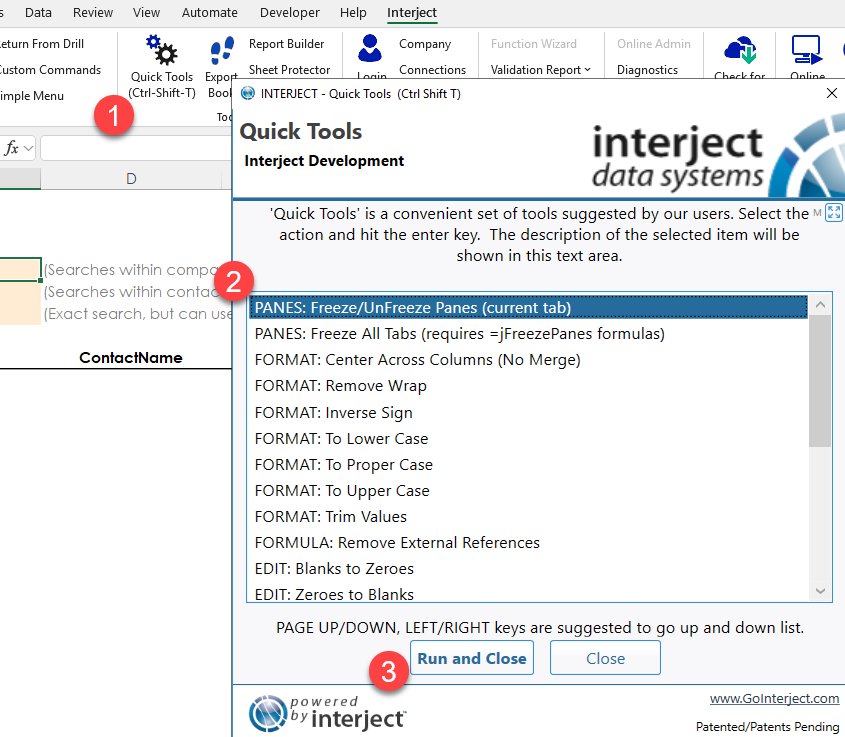 s Data Review View Automate Developer Help Interject
eturn From Drill
ustom Commands
imple Menu
Quick Tools
(Ctrl-Shift-T)
Export
Bool
Report Builder
Sheet Protector
Too
Login
Company
Connections
Function Wizard
Validation Report
Online Admin
Diagnostics
Check for
Online
1
fx
D
(Searches within compa
(Searches within contac
(Exact search, but can use
ContactName
INTERJECT - Quick Tools (Ctrl Shift T)
Quick Tools
Interject Development
interject
data systems
'Quick Tools' is a convenient set of tools suggested by our users. Select the M
action and hit the enter key. The description of the selected item will be
shown in this text area.
2
PANES: Freeze/UnFreeze Panes (current tab)
PANES: Freeze All Tabs (requires =jFreezePanes formulas)
FORMAT: Center Across Columns (No Merge)
FORMAT: Remove Wrap
FORMAT: Inverse Sign
FORMAT: To Lower Case
FORMAT: To Proper Case
FORMAT: To Upper Case
FORMAT: Trim Values
FORMULA: Remove External References
EDIT: Blanks to Zeroes
EDIT: Zeroes to Blanks
PAGE UP/DOWN, LEFT/RIGHT keys are suggested to go up and down list.
3
Run and Close
Close
powered
by interject™
www.GoInterject.com
Patented/Patents Pending